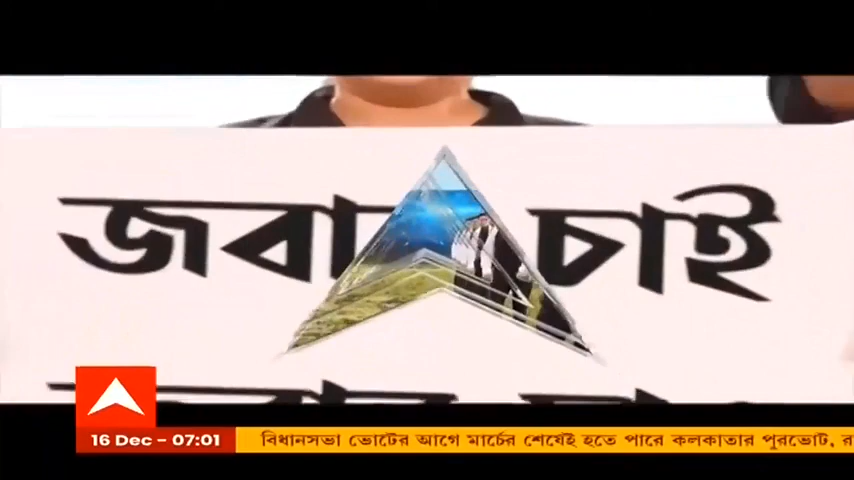 জবাব চাই
16 Dec - 07:01
বিধানসভা ভোটের আগে মার্চের শেষেই হতে পারে কলকাতার পুরভোট,